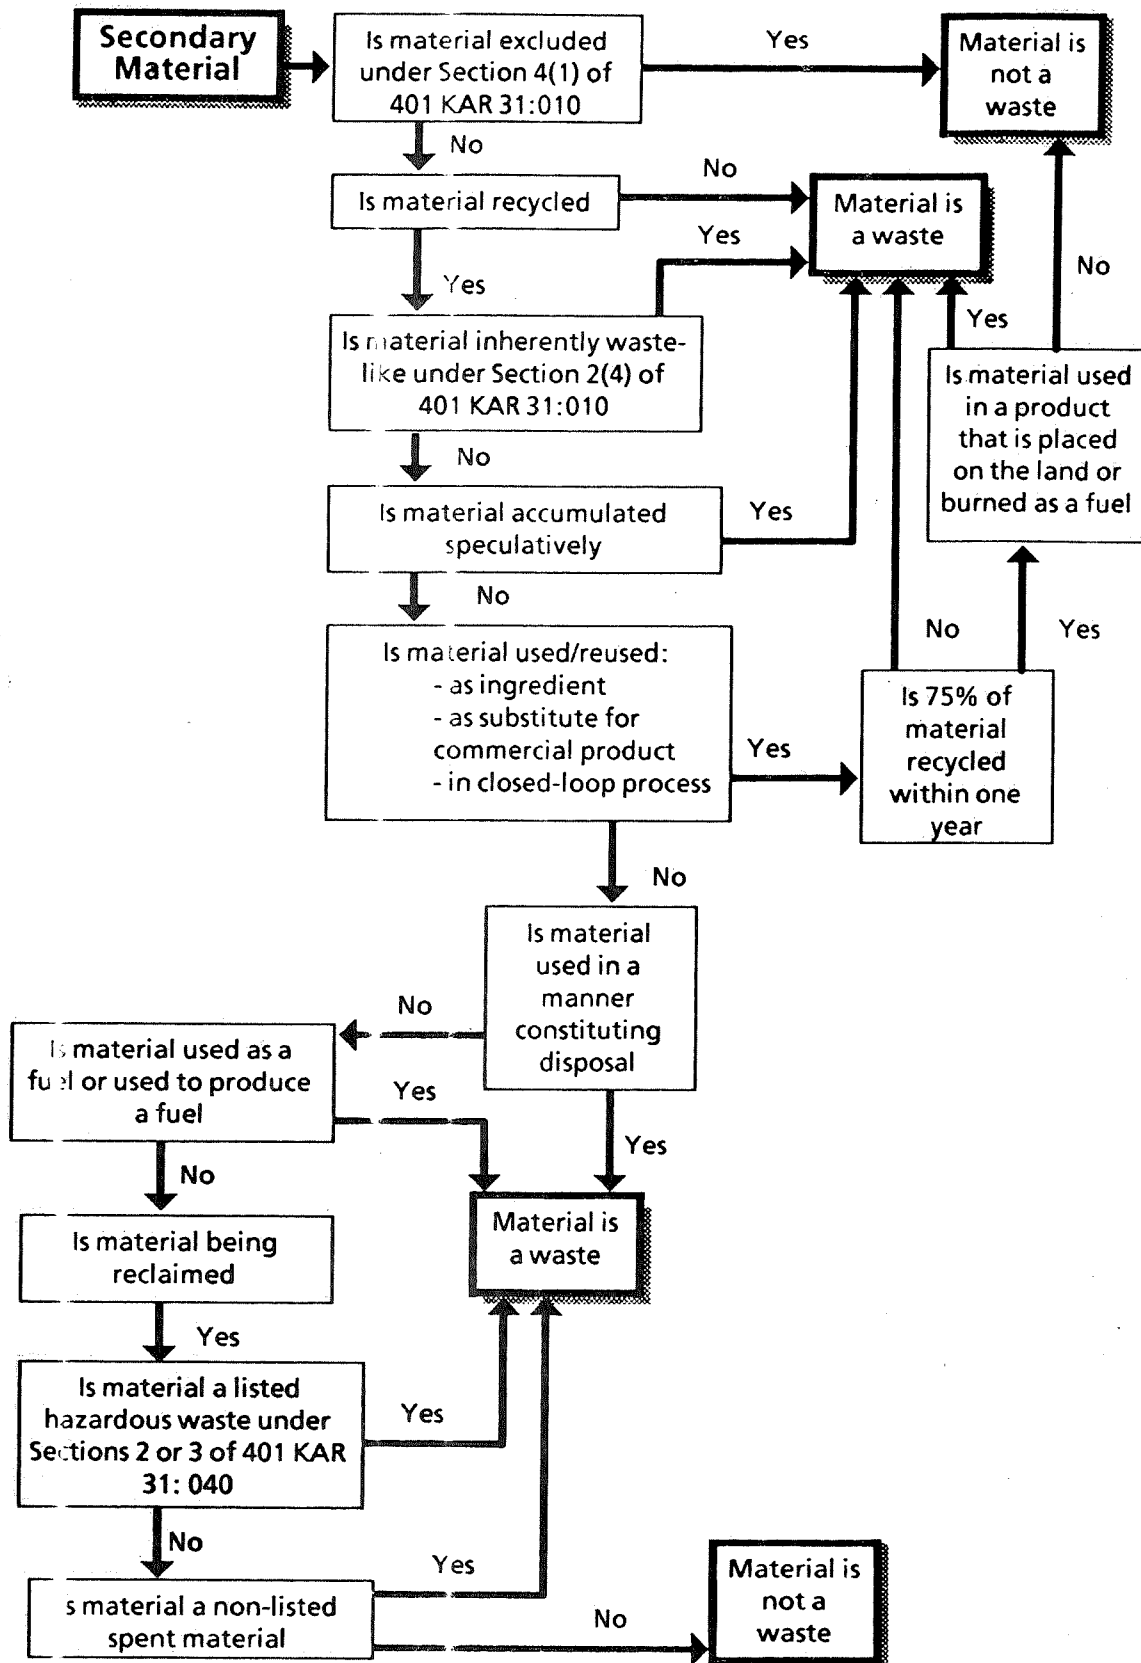 Secondary
Material
Is material excluded
under Section 4(1) of
401 KAR 31:010
Yes
Material is
not a
waste
No
Is material recycled
No
Material is
a waste
Yes
Yes
No
Is material inherently waste-
like under Section 2(4) of
401 KAR 31:010
Yes
Is material used
in a product
that is placed
on the land or
burned as a fuel
No
Is material accumulated
speculatively
Yes
No
No
Yes
Is material used/reused:
- as ingredient
- as substitute for
commercial product
- in closed-loop process
Yes
Is 75% of
material
recycled
within one
year
No
Is material
used in a
manner
constituting
disposal
No
Is material used as a
fuel or used to produce
a fuel
Yes
Yes
No
Material is
a waste
Is material being
reclaimed
Yes
Is material a listed
hazardous waste under
Sections 2 or 3 of 401 KAR
31: 040
Yes
No
Yes
s material a non-listed
spent material
No
Material is
not a
waste